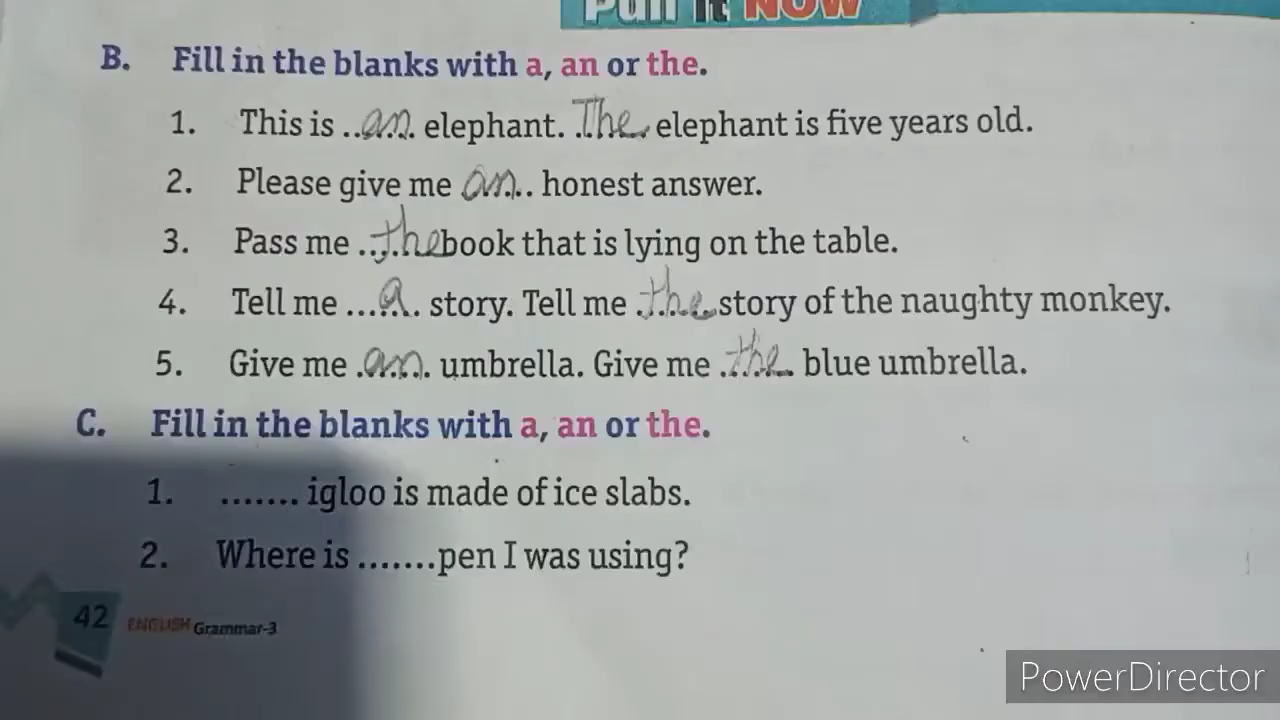 Pull It NOW
B. Fill in the blanks with a, an or the.
1. This is ..an.. elephant. The elephant is five years old.
2. Please give me an.. honest answer.
3. Pass me ..the book that is lying on the table.
4. Tell me ...a.. story. Tell me the story of the naughty monkey.
5. Give me .an. umbrella. Give me .the.. blue umbrella.
C. Fill in the blanks with a, an or the.
1. ....... igloo is made of ice slabs.
2. Where is .......pen I was using?
42 ENGLISH Grammar-3
PowerDirector